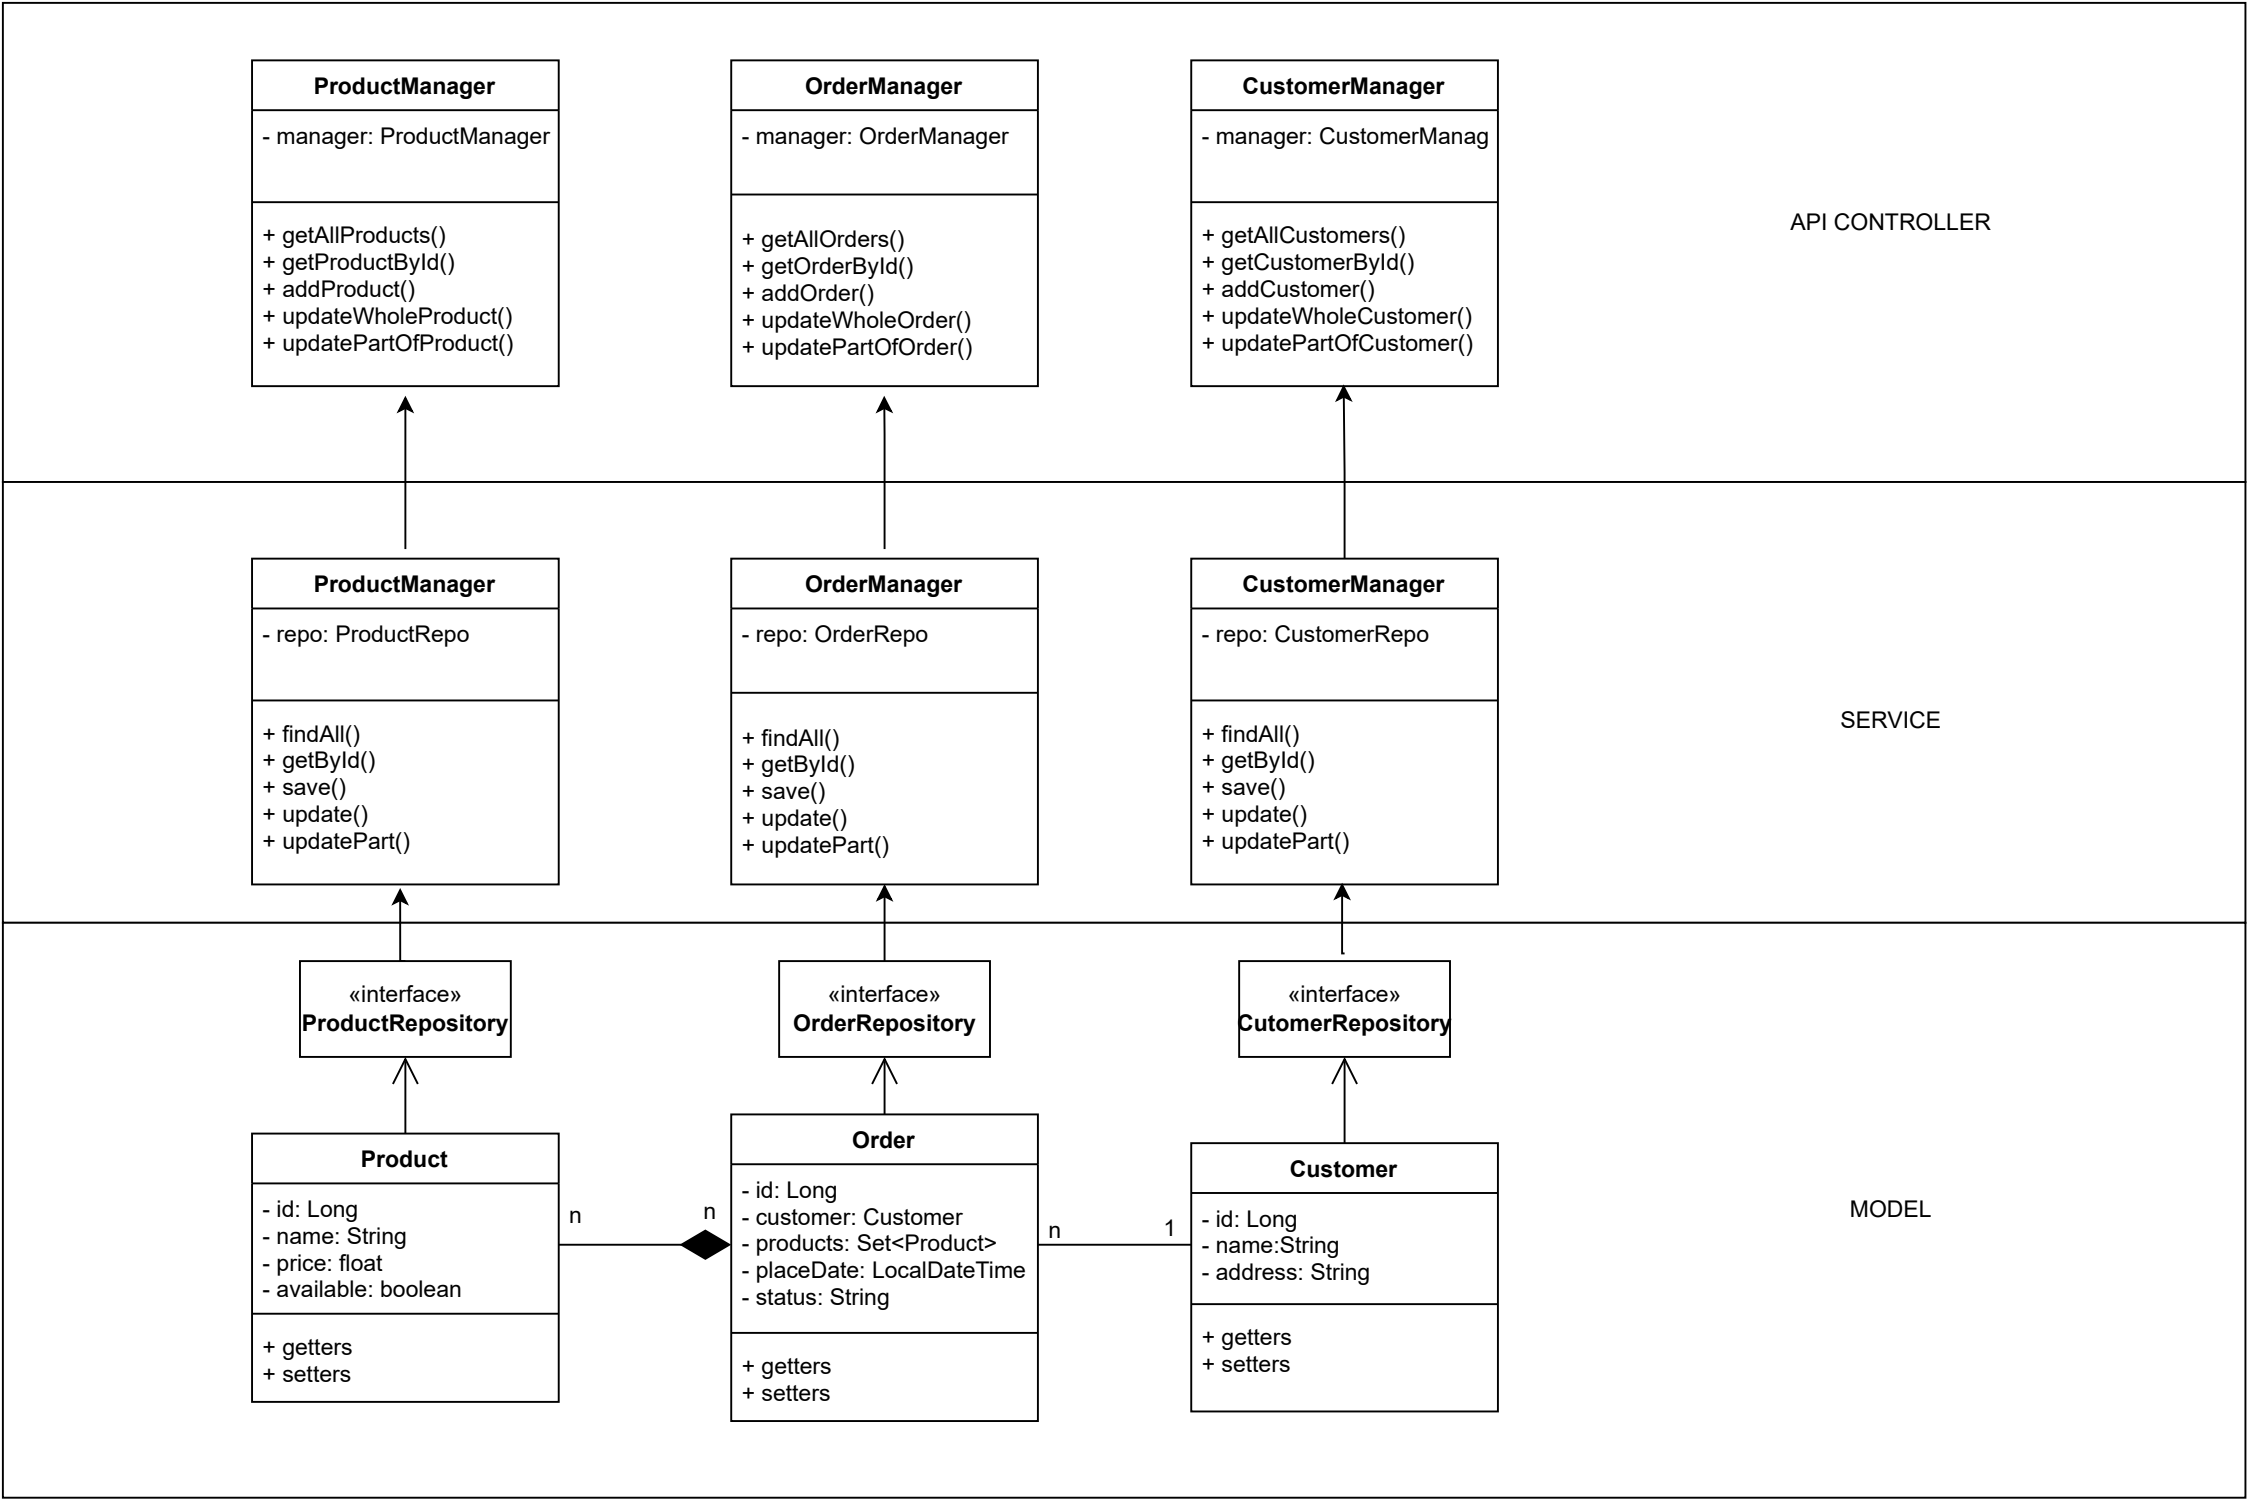 ProductManager
- manager: ProductManager
+ getAllProducts()
+ getProductById()
+ addProduct()
+ updateWholeProduct()
+ updatePartOfProduct()
OrderManager
- manager: OrderManager
+ getAllOrders()
+ getOrderById()
+ addOrder()
+ updateWholeOrder()
+ updatePartOfOrder()
CustomerManager
- manager: CustomerManag
+ getAllCustomers()
+ getCustomerById()
+ addCustomer()
+ updateWholeCustomer()
+ updatePartOfCustomer()
API CONTROLLER
ProductManager
- repo: ProductRepo
+ findAll()
+ getById()
+ save()
+ update()
+ updatePart()
OrderManager
- repo: OrderRepo
+ findAll()
+ getById()
+ save()
+ update()
+ updatePart()
CustomerManager
- repo: CustomerRepo
+ findAll()
+ getById()
+ save()
+ update()
+ updatePart()
SERVICE
«interface»
ProductRepository
«interface»
OrderRepository
«interface»
CutomerRepository
Product
- id: Long
- name: String
- price: float
- available: boolean
+ getters
+ setters
n
n
Order
- id: Long
- customer: Customer
- products: Set<Product>
- placeDate: LocalDateTime
- status: String
+ getters
+ setters
n
1
Customer
- id: Long
- name:String
- address: String
+ getters
+ setters
MODEL